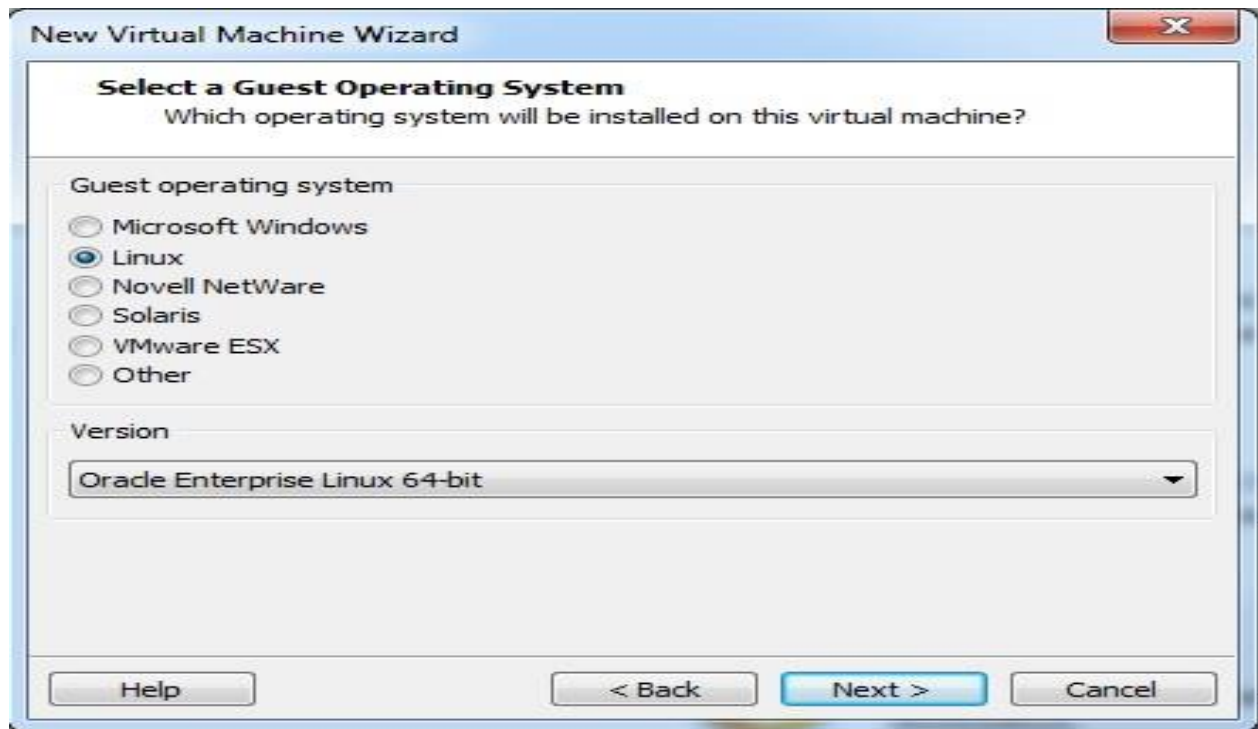 New Virtual Machine Wizard
Select a Guest Operating System
Which operating system will be installed on this virtual machine?
Guest operating system
Microsoft Windows
Linux
Novell NetWare
Solaris
VMware ESX
Other
Version
Oracle Enterprise Linux 64-bit
Help
< Back
Next >
Cancel